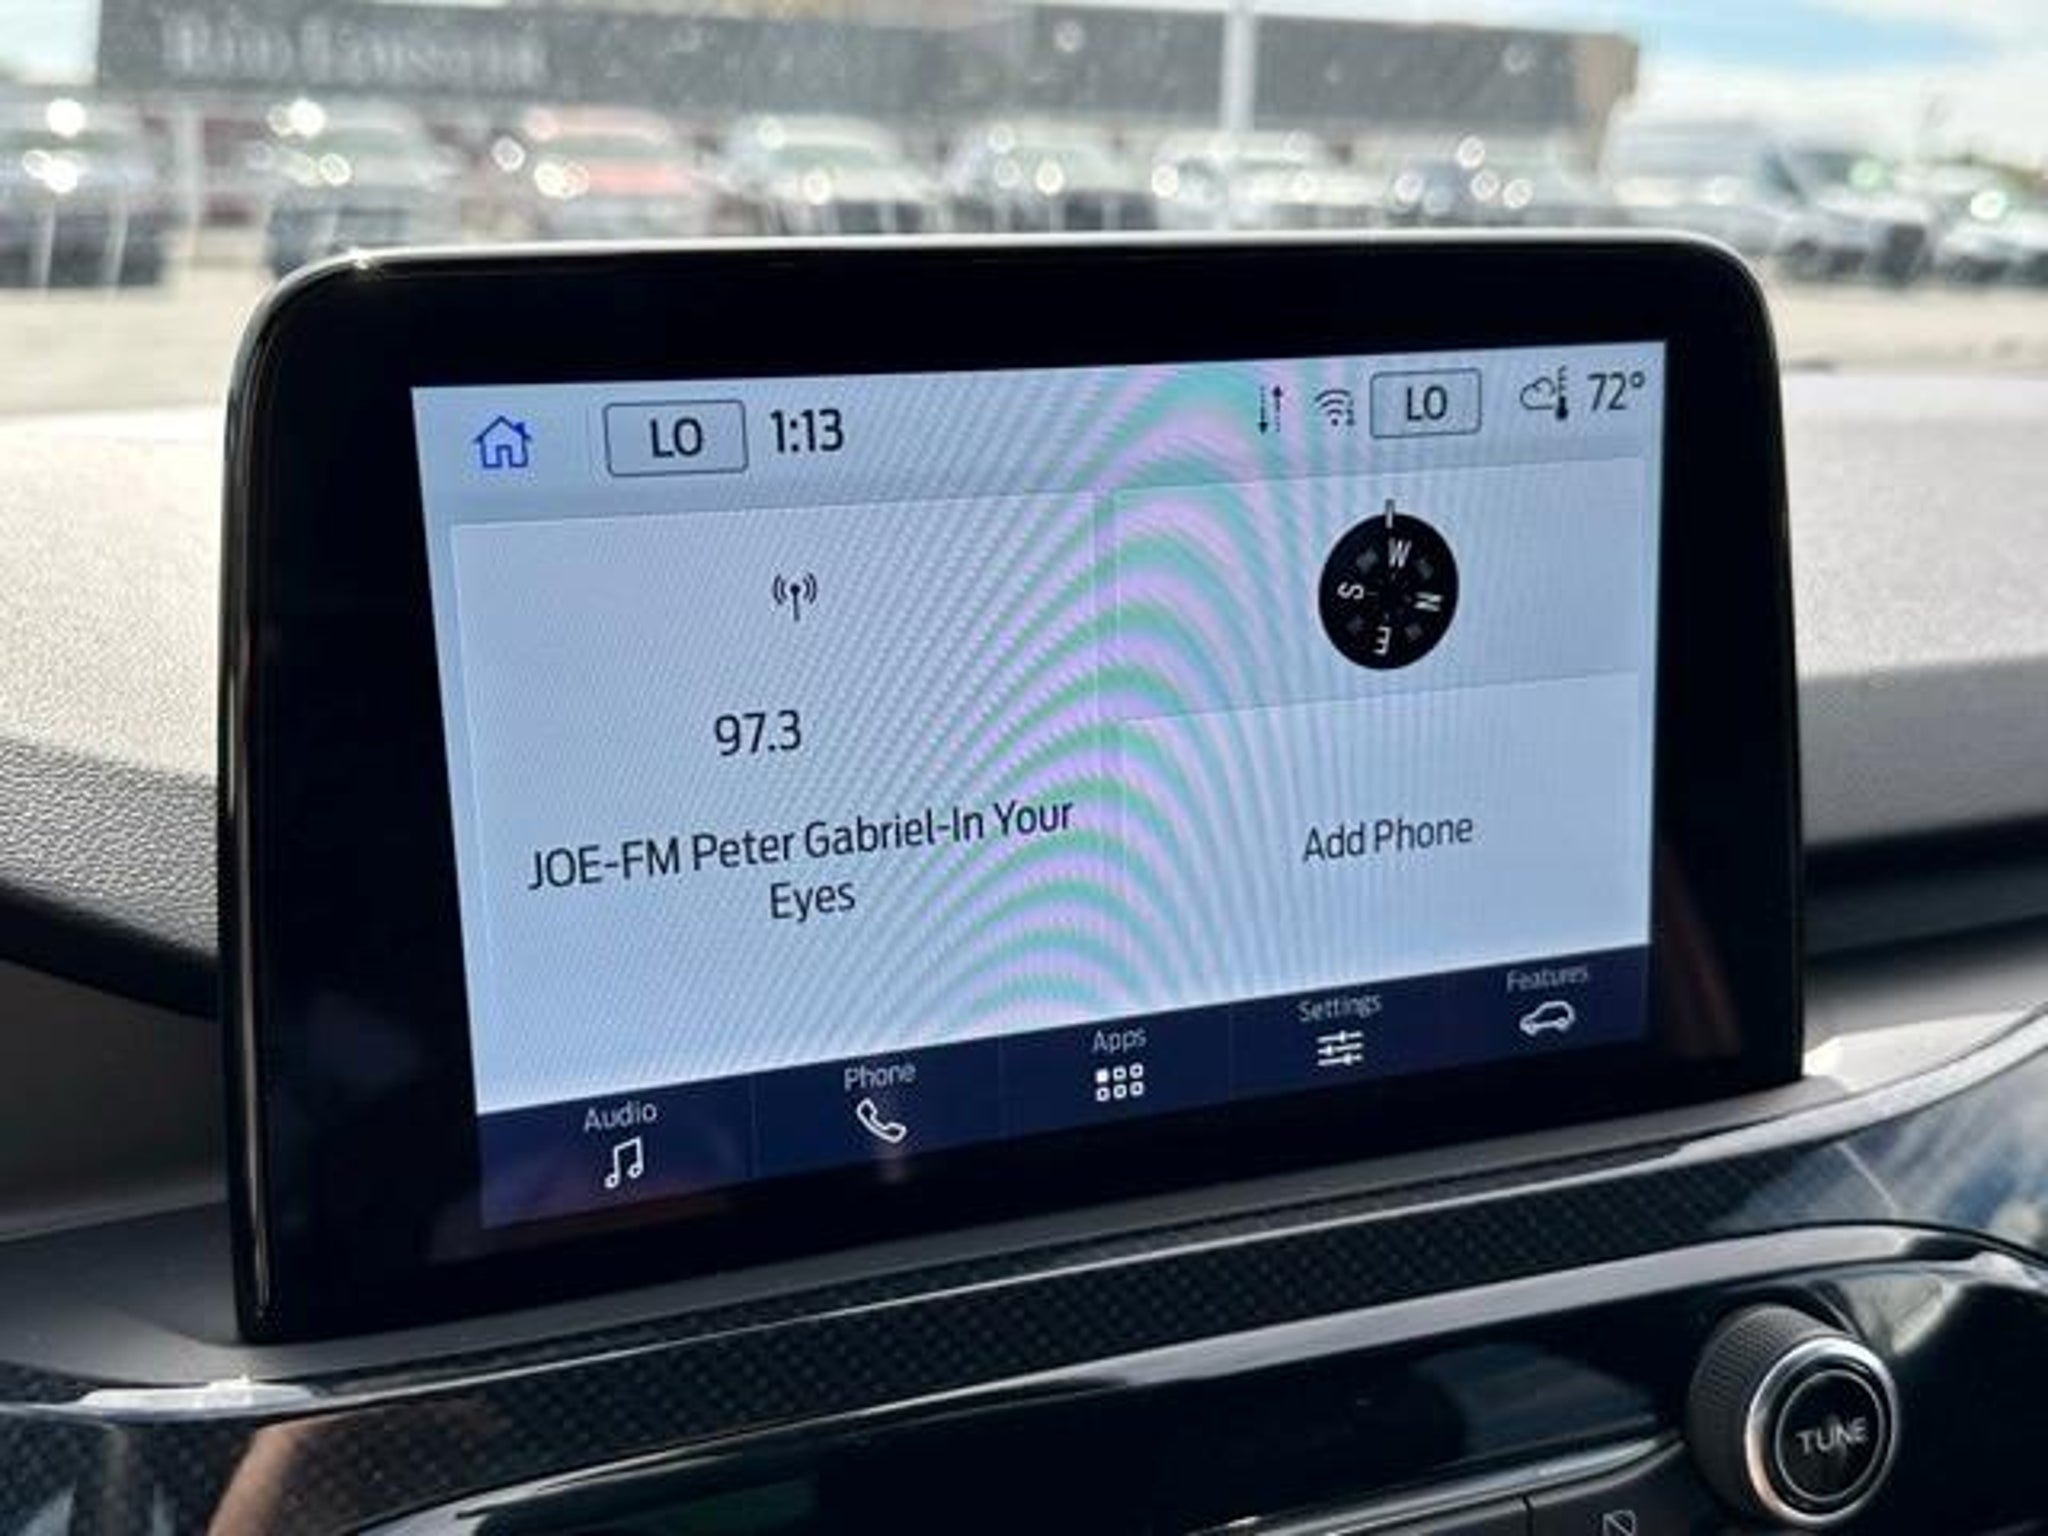 LO 1:13 LO 72°
W
S N
E
97.3
JOE-FM Peter Gabriel-In Your
Eyes
Add Phone
Audio Phone Apps Settings Features
TUNE